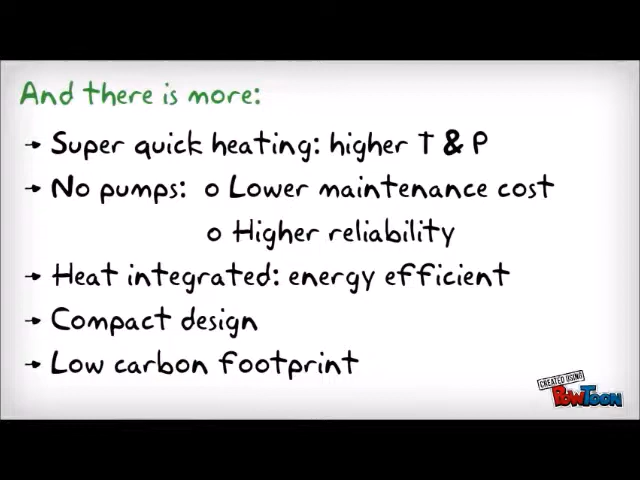 And there is more:
→ Super quick heating: higher T & P
→ No pumps: o Lower maintenance cost
o Higher reliability
→ Heat integrated: energy efficient
→ Compact design
→ Low carbon footprint
CREATED USING
POWTOON